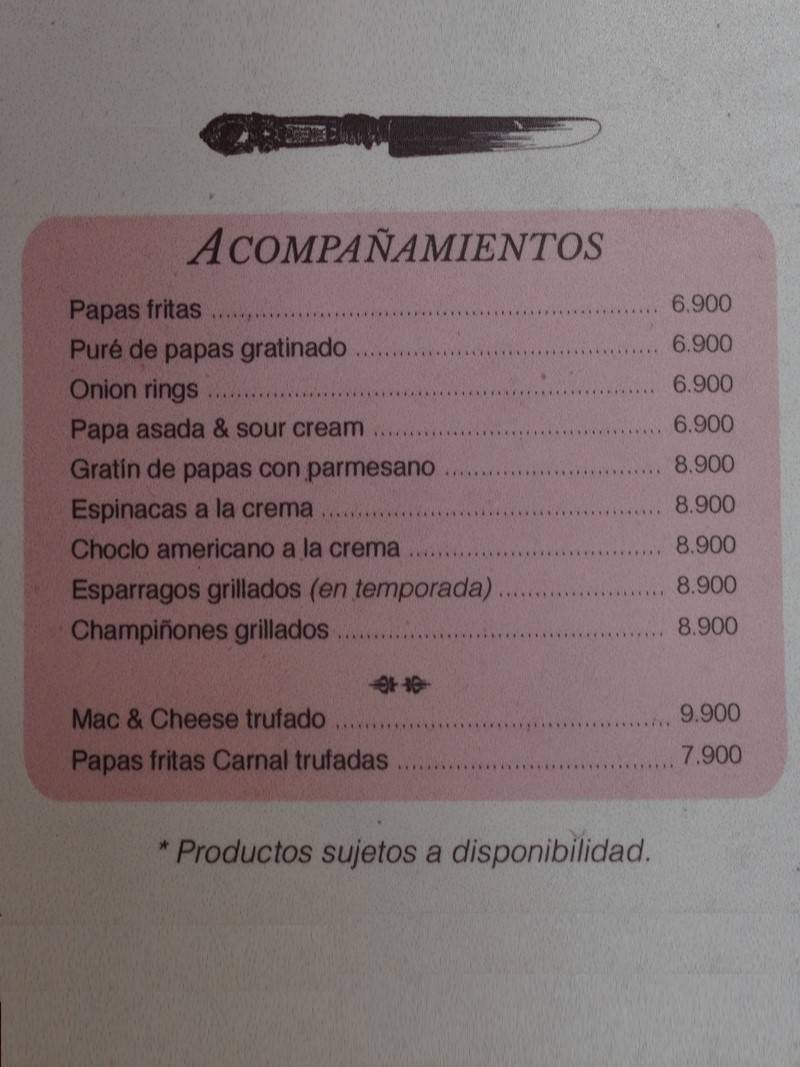 ACOMPAÑAMIENTOS
Papas fritas ........................ 6.900
Puré de papas gratinado ........................ 6.900
Onion rings ........................ 6.900
Papa asada & sour cream ........................ 6.900
Gratín de papas con parmesano ........................ 8.900
Espinacas a la crema ........................ 8.900
Choclo americano a la crema ........................ 8.900
Esparragos grillados (en temporada) ........................ 8.900
Champiñones grillados ........................ 8.900
Mac & Cheese trufado ........................ 9.900
Papas fritas Carnal trufadas ........................ 7.900
* Productos sujetos a disponibilidad.